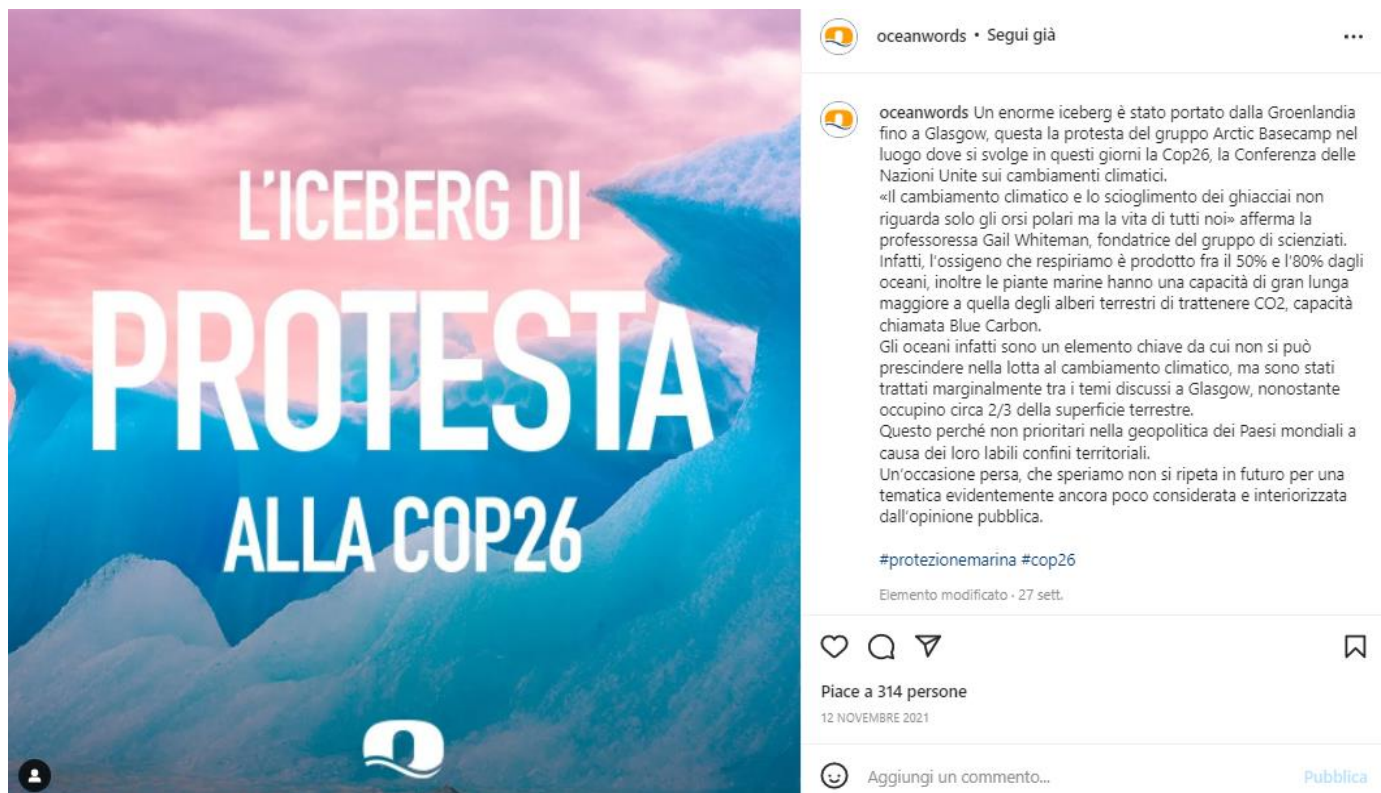 L'ICEBERG DI
PROTESTA
ALLA COP26
oceanwords • Segui già
oceanwords Un enorme iceberg è stato portato dalla Groenlandia
fino a Glasgow, questa la protesta del gruppo Arctic Basecamp nel
luogo dove si svolge in questi giorni la Cop26, la Conferenza delle
Nazioni Unite sui cambiamenti climatici.
«Il cambiamento climatico e lo scioglimento dei ghiacciai non
riguarda solo gli orsi polari ma la vita di tutti noi» afferma la
professoressa Gail Whiteman, fondatrice del gruppo di scienziati.
Infatti, l'ossigeno che respiriamo è prodotto fra il 50% e l'80% dagli
oceani, inoltre le piante marine hanno una capacità di gran lunga
maggiore a quella degli alberi terrestri di trattenere CO2, capacità
chiamata Blue Carbon.
Gli oceani infatti sono un elemento chiave da cui non si può
prescindere nella lotta al cambiamento climatico, ma sono stati
trattati marginalmente tra i temi discussi a Glasgow, nonostante
occupino circa 2/3 della superficie terrestre.
Questo perché non prioritari nella geopolitica dei Paesi mondiali a
causa dei loro labili confini territoriali.
Un'occasione persa, che speriamo non si ripeta in futuro per una
tematica evidentemente ancora poco considerata e interiorizzata
dall'opinione pubblica.
#protezionemarina #cop26
Elemento modificato · 27 sett.
Piace a 314 persone
12 NOVEMBRE 2021
Aggiungi un commento...
Pubblica